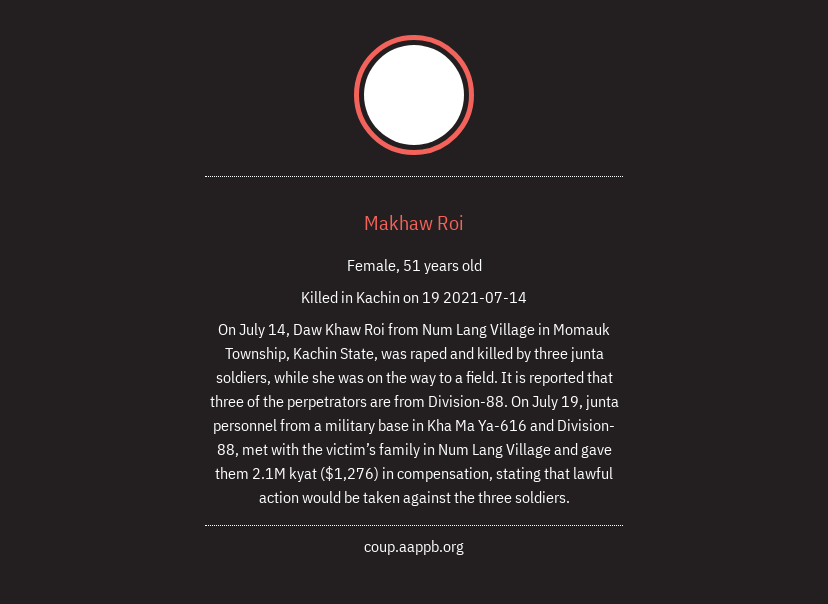 Makhaw Roi
Female, 51 years old
Killed in Kachin on 19 2021-07-14
On July 14, Daw Khaw Roi from Num Lang Village in Momauk
Township, Kachin State, was raped and killed by three junta
soldiers, while she was on the way to a field. It is reported that
three of the perpetrators are from Division-88. On July 19, junta
personnel from a military base in Kha Ma Ya-616 and Division-
88, met with the victim’s family in Num Lang Village and gave
them 2.1M kyat ($1,276) in compensation, stating that lawful
action would be taken against the three soldiers.
coup.aappb.org